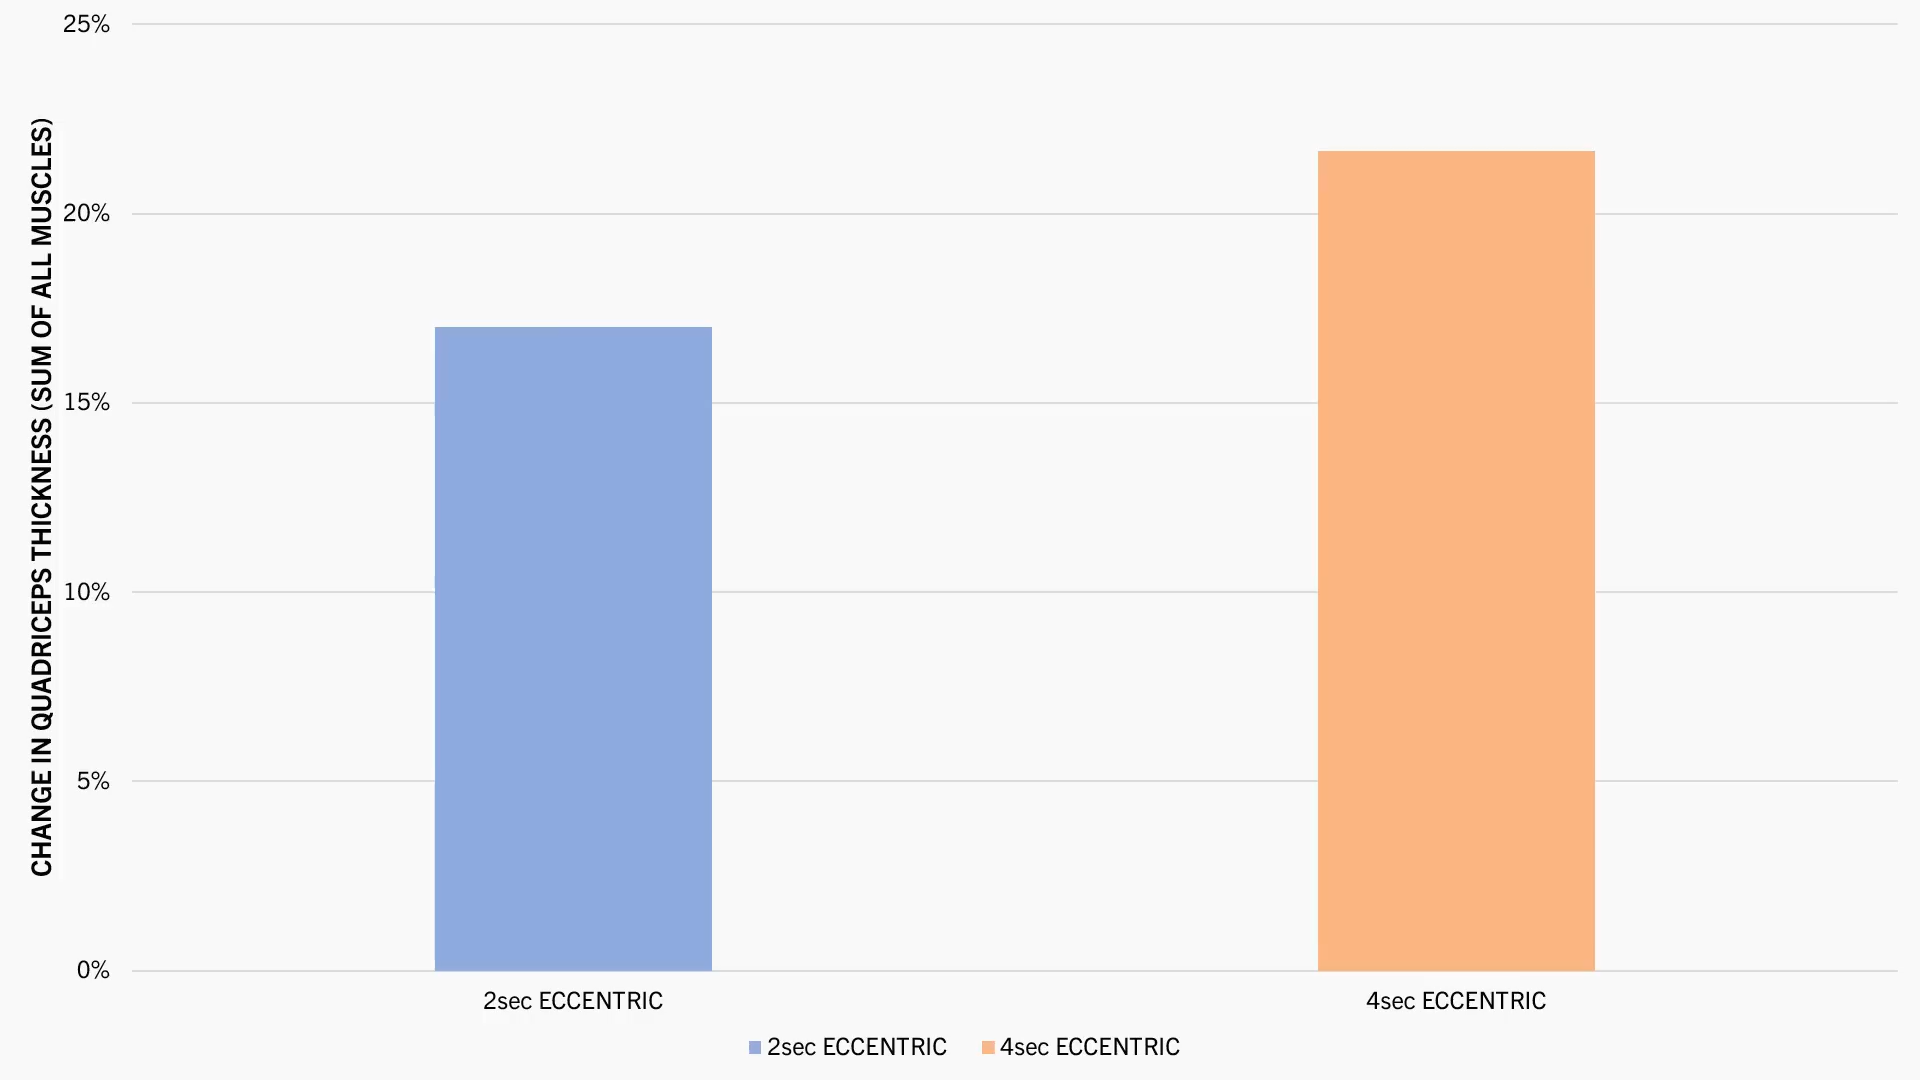 CHANGE IN QUADRICEPS THICKNESS (SUM OF ALL MUSCLES)
25%
20%
15%
10%
5%
0%
2sec ECCENTRIC
4sec ECCENTRIC
2sec ECCENTRIC
4sec ECCENTRIC